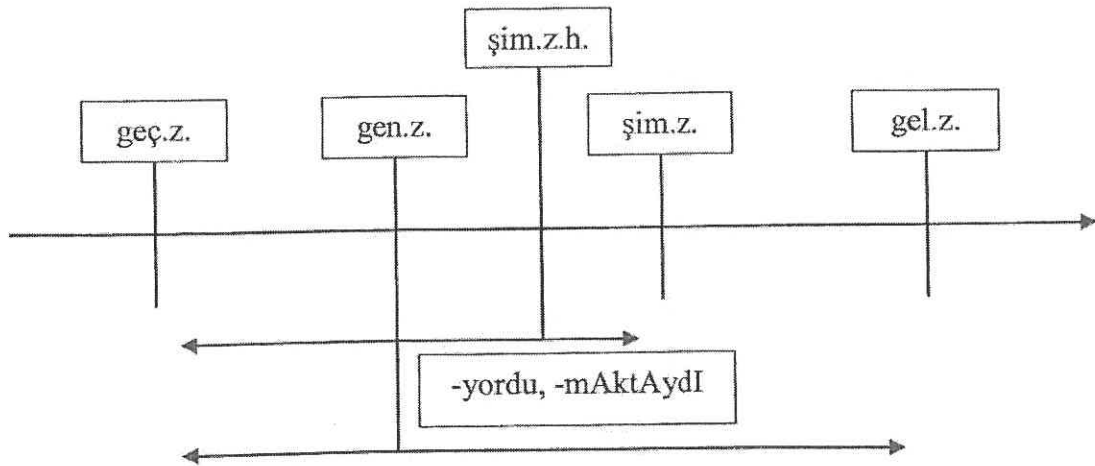 şim.z.h.
geç.z.
gen.z.
şim.z.
gel.z.
-yordu, -mAktAydI